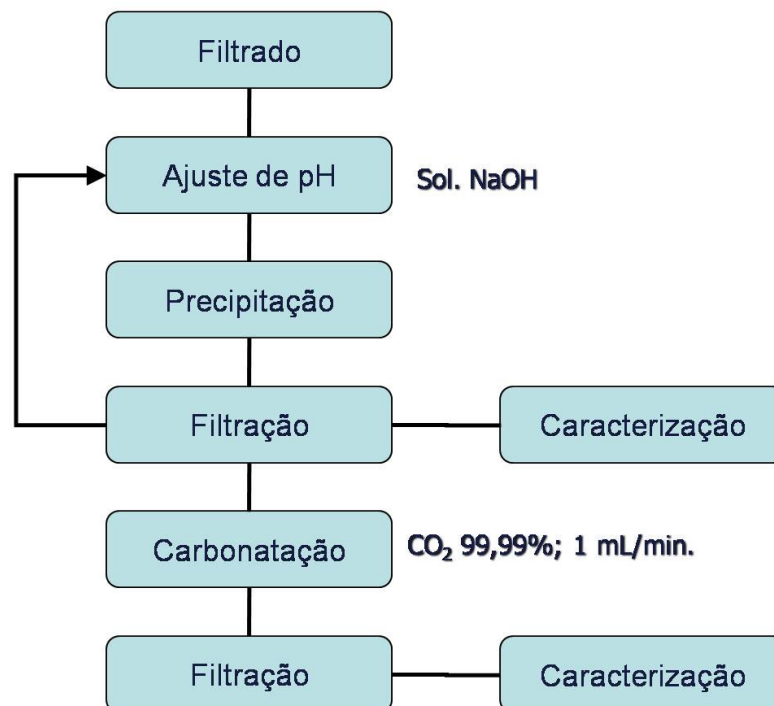 Filtrado
Ajuste de pH
Sol. NaOH
Precipitação
Filtração
Caracterização
Carbonatação
CO₂ 99,99%; 1 mL/min.
Filtração
Caracterização